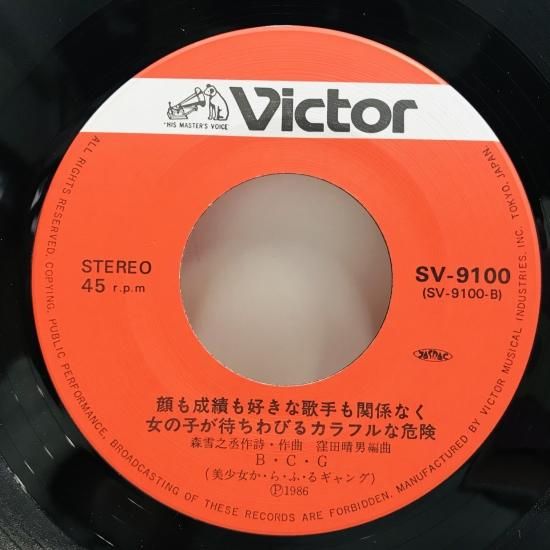 "HIS MASTER'S VOICE"
Victor
STEREO
45 r.p.m
SV-9100
(SV-9100-B)
JASRAC
顔も成績も好きな歌手も関係なく
女の子が待ちわびるカラフルな危険
森雪之丞作詩・作曲 窪田晴男編曲
B・C・G
(美少女か・ら・ふ・るギャング)
Ⓟ1986
ALL RIGHTS RESERVED. COPYING, PUBLIC PERFORMANCE, BROADCASTING OF THESE RECORDS ARE FORBIDDEN. MANUFACTURED BY VICTOR MUSICAL INDUSTRIES, INC. TOKYO, JAPAN.